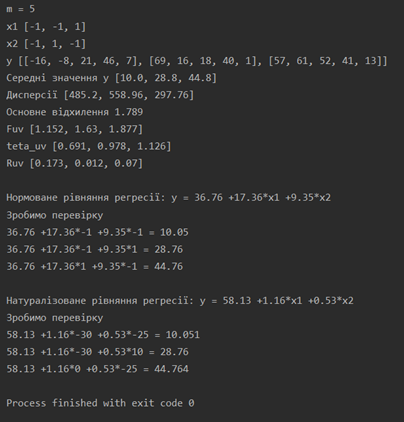 m = 5
x1 [-1, -1, 1]
x2 [-1, 1, -1]
y [[-16, -8, 21, 46, 7], [69, 16, 18, 40, 1], [57, 61, 52, 41, 13]]
Середні значення y [10.0, 28.8, 44.8]
Дисперсії [485.2, 558.96, 297.76]
Основне відхилення 1.789
Fuv [1.152, 1.63, 1.877]
teta_uv [0.691, 0.978, 1.126]
Ruv [0.173, 0.012, 0.07]
Нормоване рівняння регресії: y = 36.76 +17.36*x1 +9.35*x2
Зробимо перевірку
36.76 +17.36*-1 +9.35*-1 = 10.05
36.76 +17.36*-1 +9.35*1 = 28.76
36.76 +17.36*1 +9.35*-1 = 44.76
Натуралізоване рівняння регресії: y = 58.13 +1.16*x1 +0.53*x2
Зробимо перевірку
58.13 +1.16*-30 +0.53*-25 = 10.051
58.13 +1.16*-30 +0.53*10 = 28.76
58.13 +1.16*0 +0.53*-25 = 44.764
Process finished with exit code 0